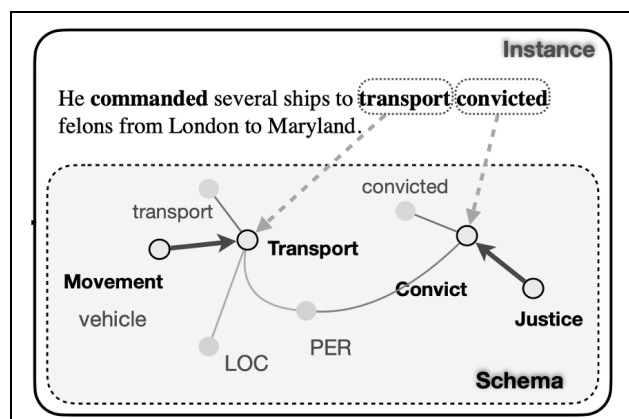 Instance
He commanded several ships to transport convicted
felons from London to Maryland.
convicted
transport
Transport
Movement
Convict
vehicle
Justice
PER
LOC
Schema